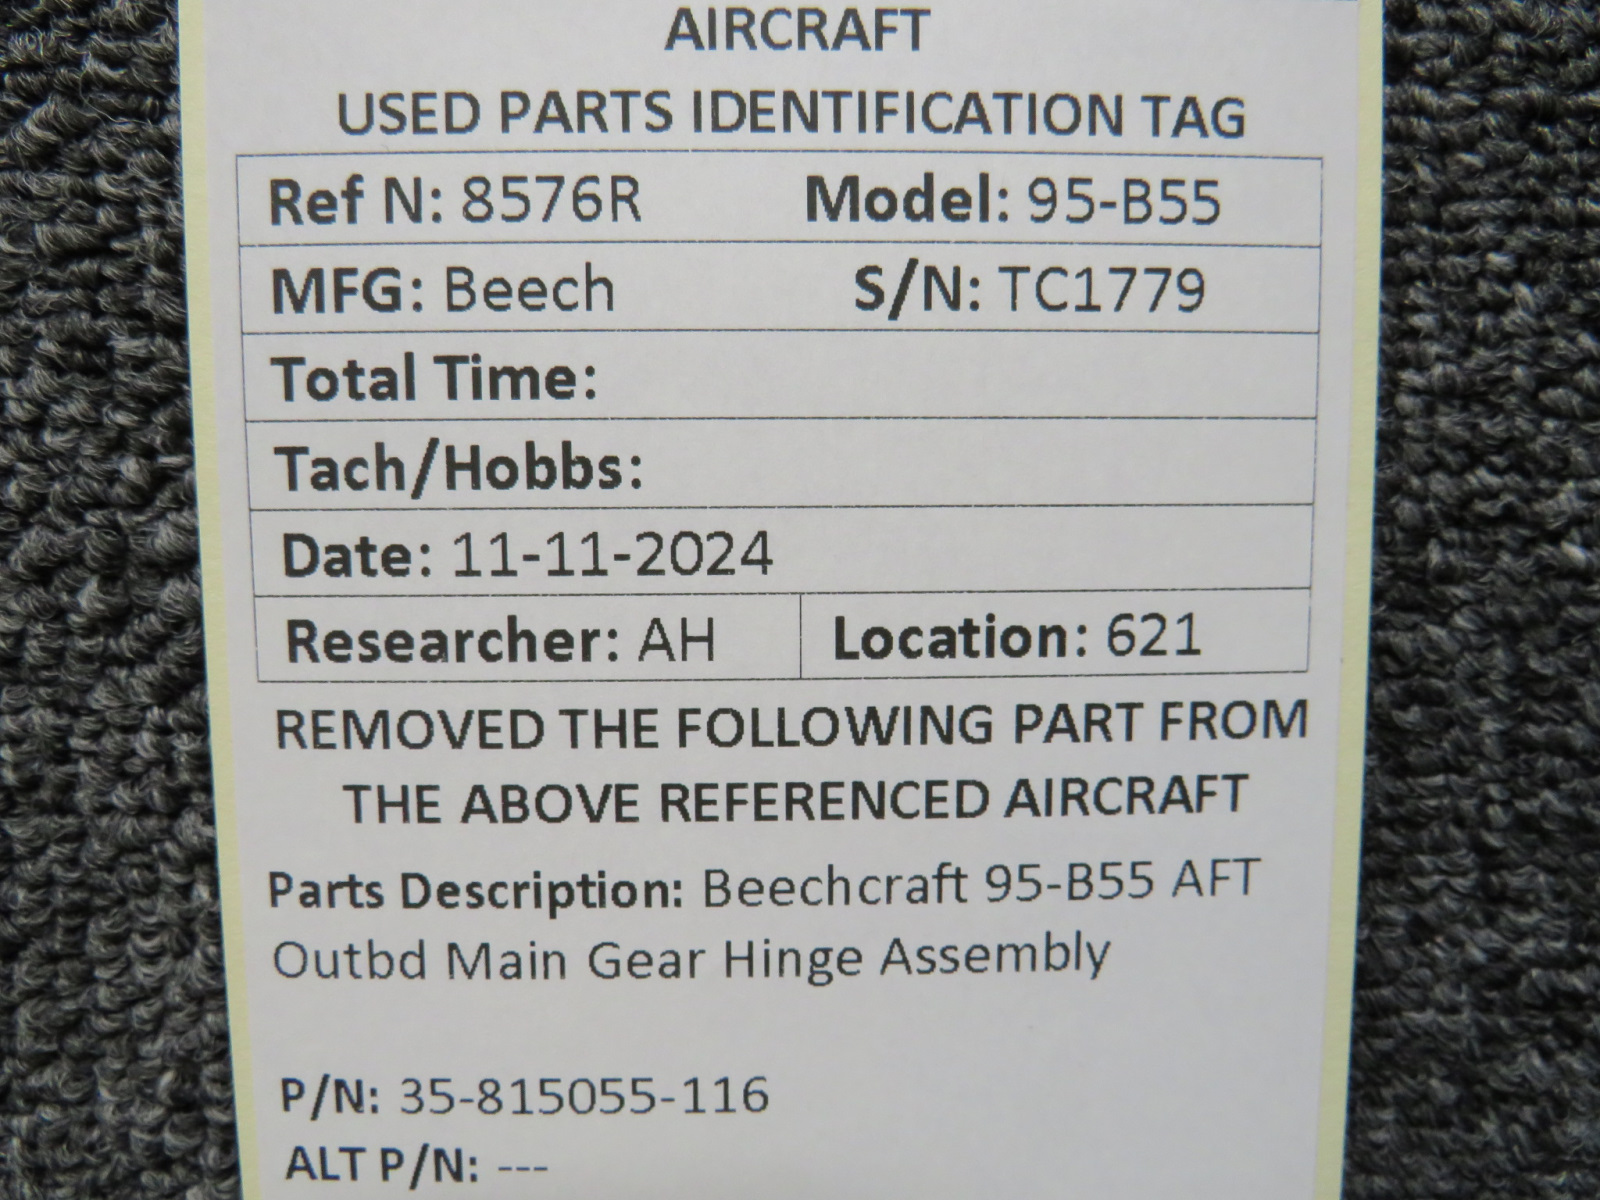 AIRCRAFT
USED PARTS IDENTIFICATION TAG
Ref N: 8576R Model: 95-B55
MFG: Beech S/N: TC1779
Total Time:
Tach/Hobbs:
Date: 11-11-2024
Researcher: AH Location: 621
REMOVED THE FOLLOWING PART FROM
THE ABOVE REFERENCED AIRCRAFT
Parts Description: Beechcraft 95-B55 AFT
Outbd Main Gear Hinge Assembly
P/N: 35-815055-116
ALT P/N: ---